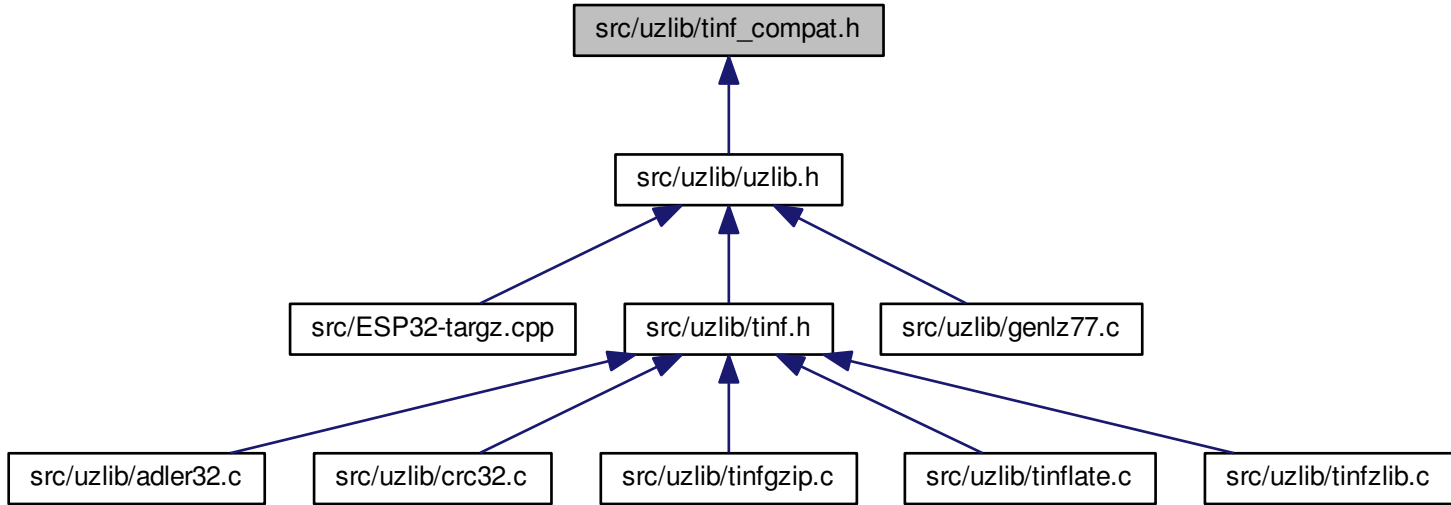 src/uzlib/tinf_compat.h
src/uzlib/uzlib.h
src/ESP32-targz.cpp
src/uzlib/tinf.h
src/uzlib/genlz77.c
src/uzlib/adler32.c
src/uzlib/crc32.c
src/uzlib/tinfgzip.c
src/uzlib/tinflate.c
src/uzlib/tinfzlib.c